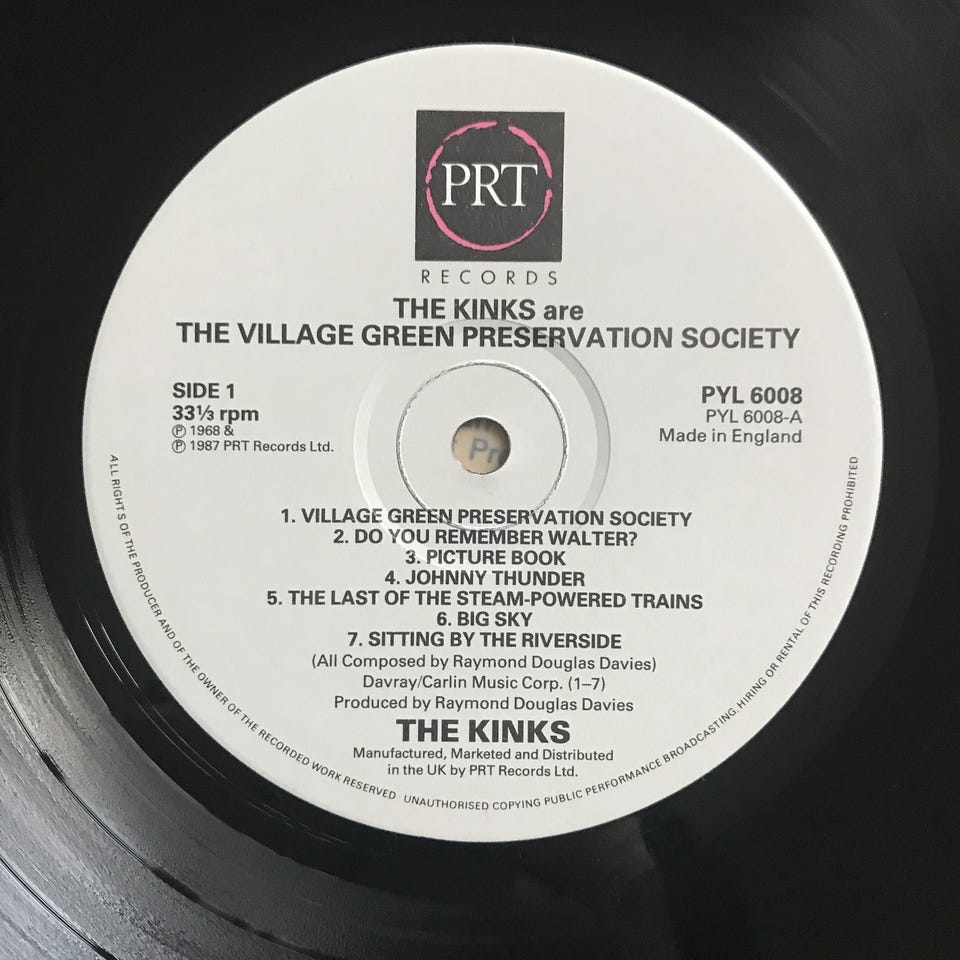 PRT
RECORDS
THE KINKS are
THE VILLAGE GREEN PRESERVATION SOCIETY
SIDE 1
33⅓ rpm
℗ 1968 &
℗ 1987 PRT Records Ltd.
PYL 6008
PYL 6008-A
Made in England
1. VILLAGE GREEN PRESERVATION SOCIETY
2. DO YOU REMEMBER WALTER?
3. PICTURE BOOK
4. JOHNNY THUNDER
5. THE LAST OF THE STEAM-POWERED TRAINS
6. BIG SKY
7. SITTING BY THE RIVERSIDE
(All Composed by Raymond Douglas Davies)
Davray/Carlin Music Corp. (1–7)
Produced by Raymond Douglas Davies
THE KINKS
Manufactured, Marketed and Distributed
in the UK by PRT Records Ltd.
ALL RIGHTS OF THE PRODUCER AND OF THE OWNER OF THE RECORDED WORK RESERVED UNAUTHORISED COPYING PUBLIC PERFORMANCE BROADCASTING. HIRING OR RENTAL OF THIS RECORDING PROHIBITED